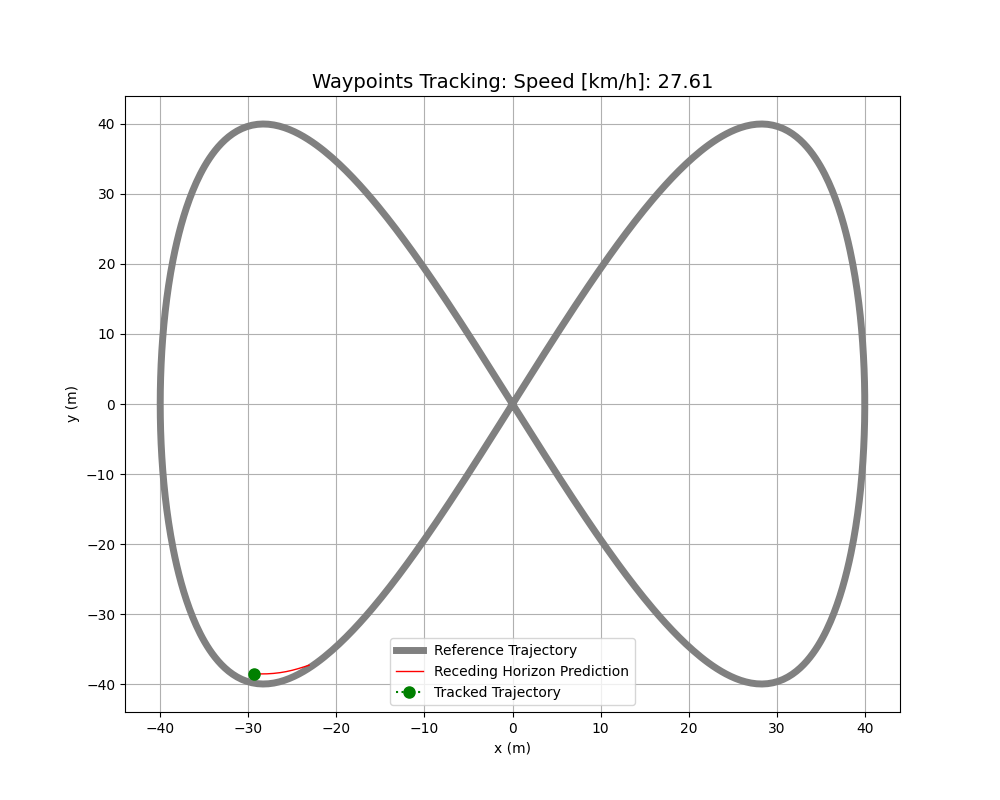 Waypoints Tracking: Speed [km/h]: 27.61
40
30
20
10
0
−10
−20
−30
−40
y (m)
Reference Trajectory
Receding Horizon Prediction
Tracked Trajectory
−40 −30 −20 −10 0 10 20 30 40
x (m)